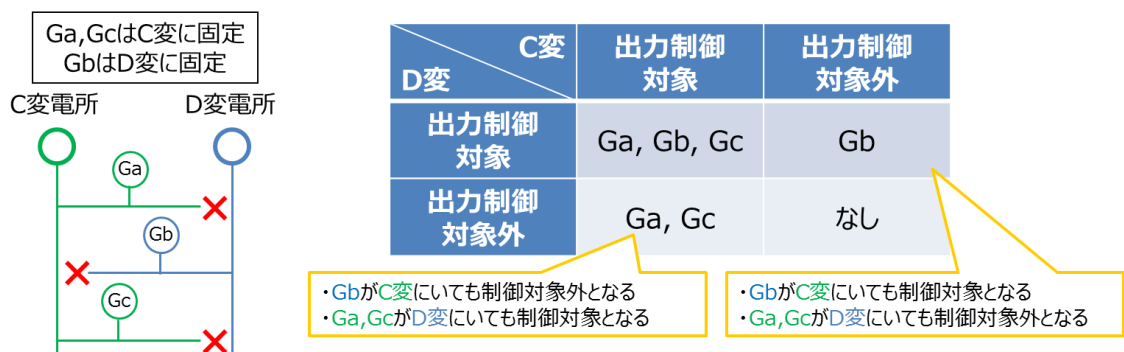 Ga,GcはC変に固定
GbはD変に固定
C変電所
D変電所
Ga
Gb
Gc
C変
D変
出力制御
対象
出力制御
対象外
出力制御
対象
Ga, Gb, Gc
Gb
出力制御
対象外
Ga, Gc
なし
・GbがC変にいても制御対象外となる
・Ga,GcがD変にいても制御対象となる
・GbがC変にいても制御対象となる
・Ga,GcがD変にいても制御対象外となる